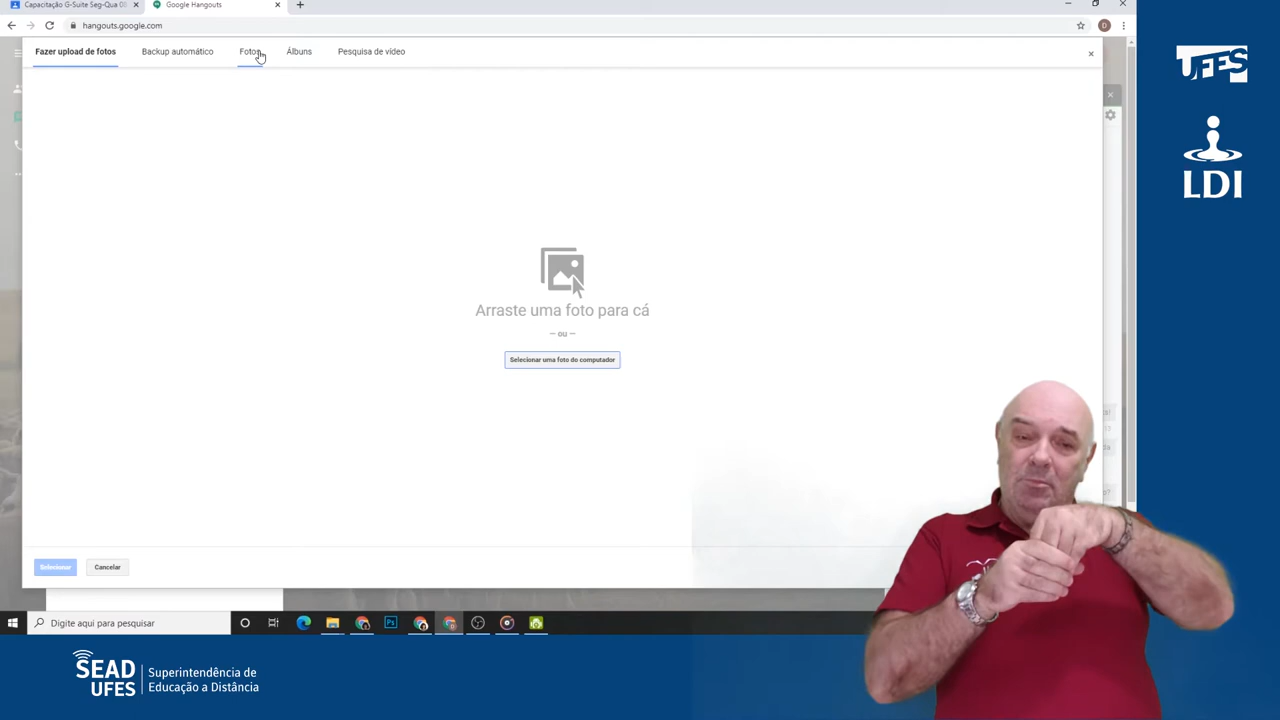 Capacitação G-Suite Seg-Qua 08
Google Hangouts
hangouts.google.com
D
Fazer upload de fotos
Backup automático
Fotos
Álbuns
Pesquisa de vídeo
Arraste uma foto para cá
— ou —
Selecionar uma foto do computador
Selecionar
Cancelar
Digite aqui para pesquisar
Ps
UFES
LDI
SEAD
UFES
Superintendência de
Educação a Distância